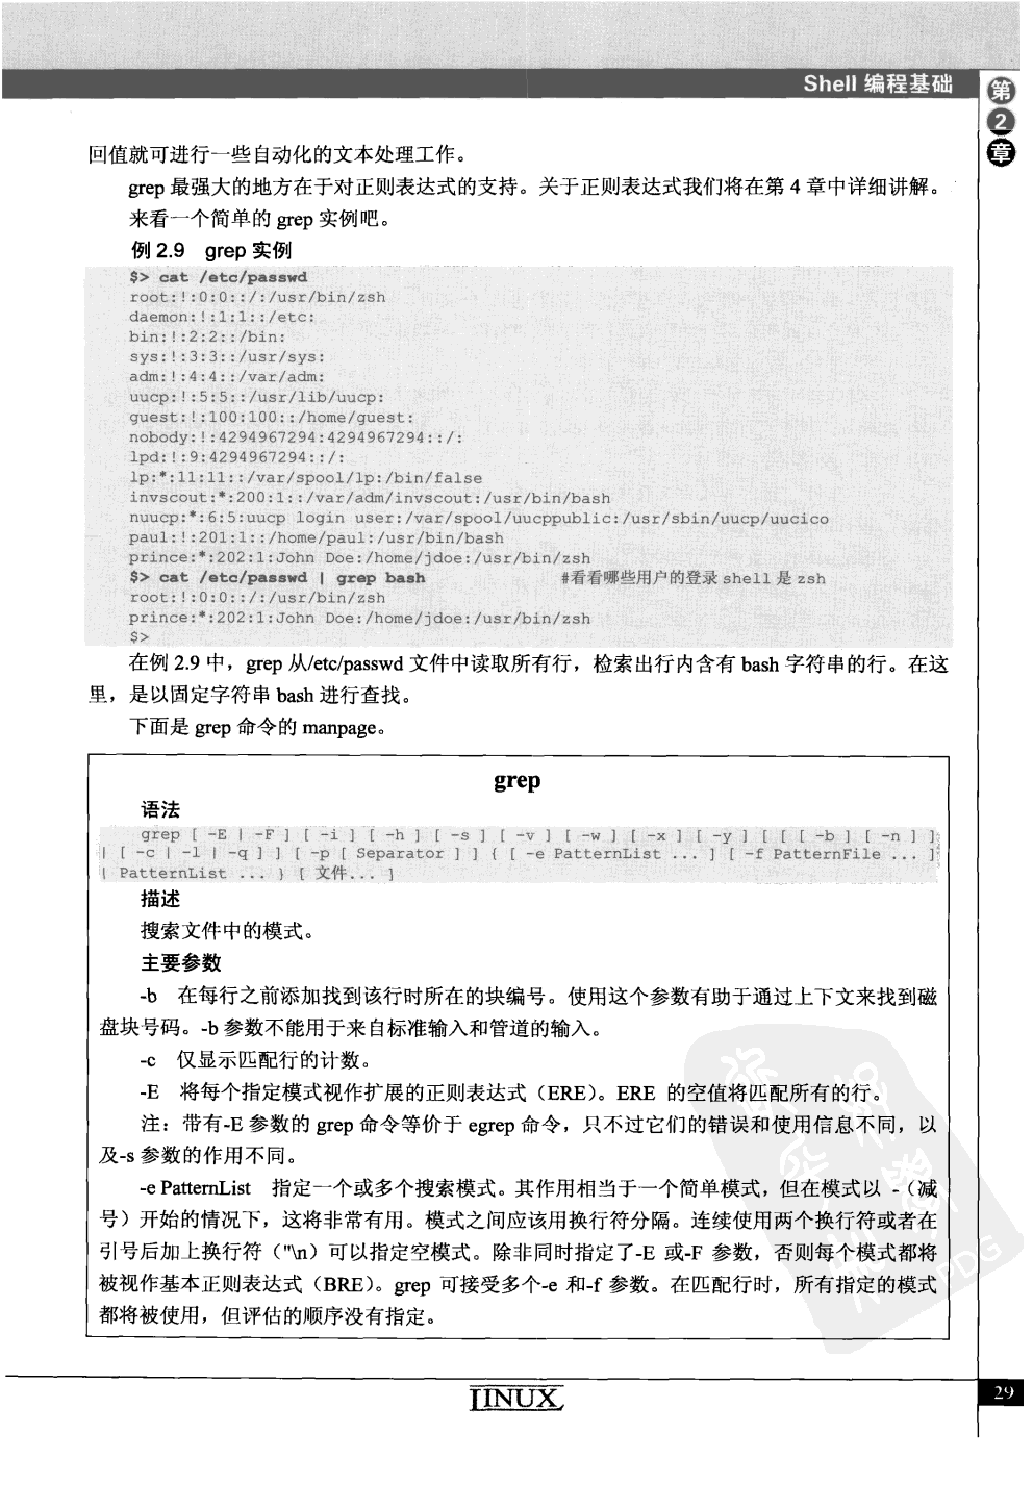 Shell 编程基础
第
2
章
回值就可进行一些自动化的文本处理工作。
grep 最强大的地方在于对正则表达式的支持。关于正则表达式我们将在第 4 章中详细讲解。
来看一个简单的 grep 实例吧。
例 2.9 grep 实例
$> cat /etc/passwd
root:!:0:0::/:/usr/bin/zsh
daemon:!:1:1::/etc:
bin:!:2:2::/bin:
sys:!:3:3::/usr/sys:
adm:!:4:4::/var/adm:
uucp:!:5:5::/usr/lib/uucp:
guest:!:100:100::/home/guest:
nobody:!:4294967294:4294967294::/:
lpd:!:9:4294967294::/:
lp:*:11:11::/var/spool/lp:/bin/false
invscout:*:200:1::/var/adm/invscout:/usr/bin/bash
nuucp:*:6:5:uucp login user:/var/spool/uucppublic:/usr/sbin/uucp/uucico
paul:!:201:1::/home/paul:/usr/bin/bash
prince:*:202:1:John Doe:/home/jdoe:/usr/bin/zsh
$> cat /etc/passwd | grep bash #看看哪些用户的登录 shell 是 zsh
root:!:0:0::/:/usr/bin/zsh
prince:*:202:1:John Doe:/home/jdoe:/usr/bin/zsh
$>
在例 2.9 中，grep 从/etc/passwd 文件中读取所有行，检索出行内含有 bash 字符串的行。在这
里，是以固定字符串 bash 进行查找。
下面是 grep 命令的 manpage。
grep
语法
grep [ -E | -F ] [ -i ] [ -h ] [ -s ] [ -v ] [ -w ] [ -x ] [ -y ] [ [ [ -b ] [ -n ] ]
| [ -c | -l | -q ] ] [ -p [ Separator ] ] { [ -e PatternList ... ] [ -f PatternFile ... ]
| PatternList ... } [ 文件... ]
描述
搜索文件中的模式。
主要参数
-b 在每行之前添加找到该行时所在的块编号。使用这个参数有助于通过上下文来找到磁
盘块号码。-b 参数不能用于来自标准输入和管道的输入。
-c 仅显示匹配行的计数。
-E 将每个指定模式视作扩展的正则表达式（ERE）。ERE 的空值将匹配所有的行。
注：带有-E 参数的 grep 命令等价于 egrep 命令，只不过它们的错误和使用信息不同，以
及-s 参数的作用不同。
-e PatternList 指定一个或多个搜索模式。其作用相当于一个简单模式，但在模式以 -（减
号）开始的情况下，这将非常有用。模式之间应该用换行符分隔。连续使用两个换行符或者在
引号后加上换行符（"\n）可以指定空模式。除非同时指定了-E 或-F 参数，否则每个模式都将
被视作基本正则表达式（BRE）。grep 可接受多个-e 和-f 参数。在匹配行时，所有指定的模式
都将被使用，但评估的顺序没有指定。
LINUX
29